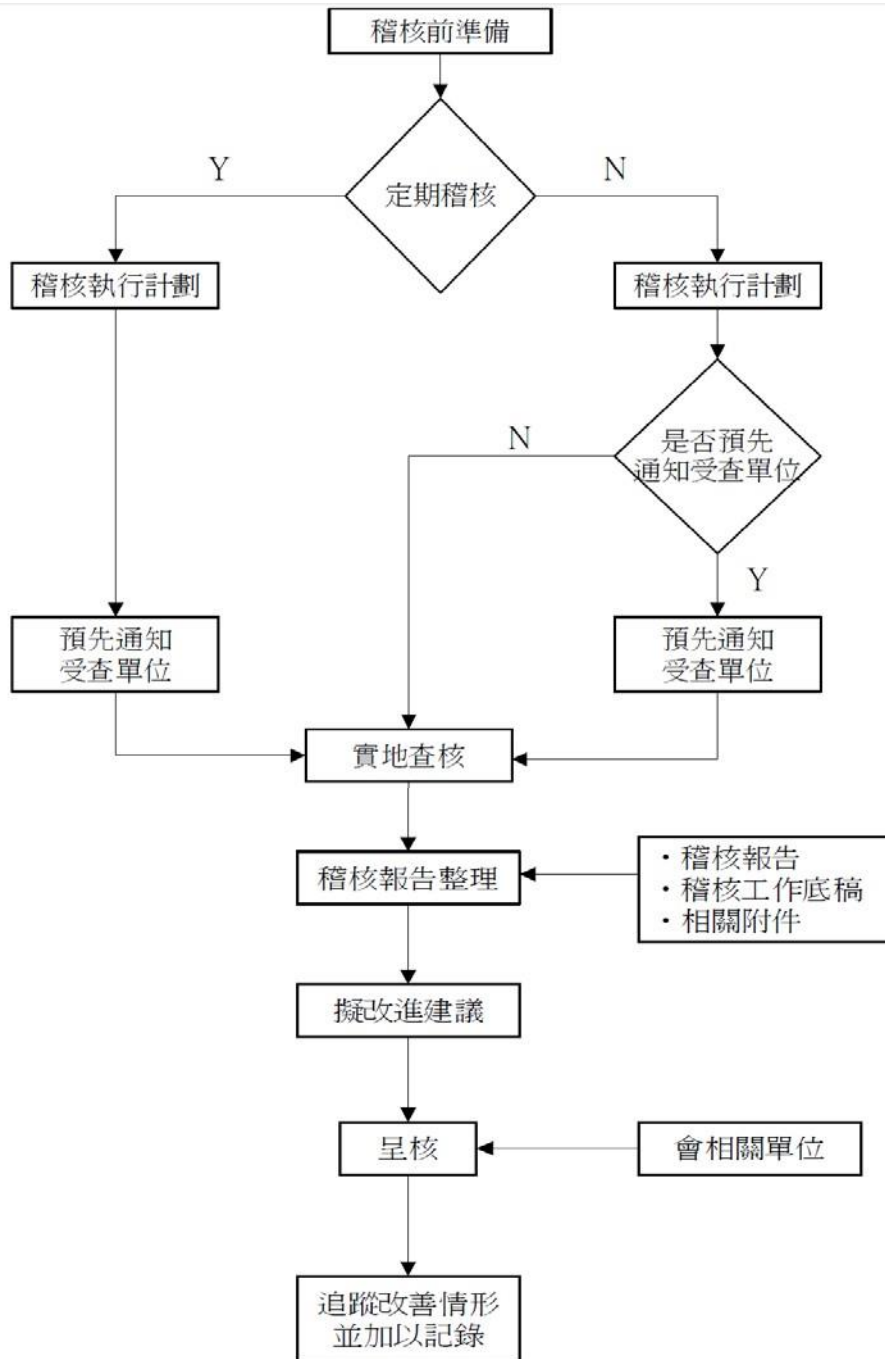 稽核前準備
Y
N
定期稽核
稽核執行計劃
稽核執行計劃
N
是否預先
通知受查單位
Y
預先通知
受查單位
預先通知
受查單位
實地查核
稽核報告整理
・稽核報告
・稽核工作底稿
・相關附件
擬改進建議
呈核
會相關單位
追蹤改善情形
並加以記錄